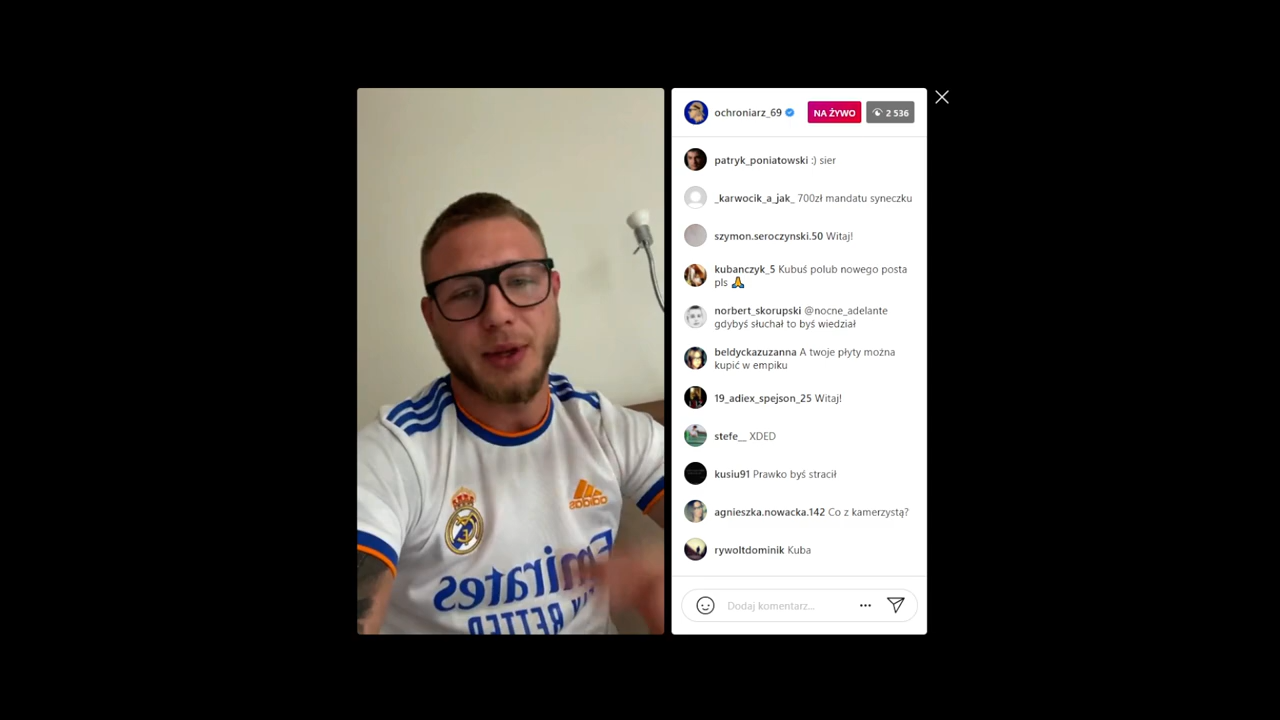 ochroniarz_69
NA ŻYWO
2 536
patryk_poniatowski :) sier
_karwocik_a_jak_ 700zł mandatu syneczku
szymon.seroczynski.50 Witaj!
kubanczyk_5 Kubuś polub nowego posta
pls 🙏
norbert_skorupski @nocne_adelante
gdybyś słuchał to byś wiedział
beldyckazuzanna A twoje płyty można
kupić w empiku
19_adiex_spejson_25 Witaj!
stefe__ XDED
kusiu91 Prawko byś stracił
agnieszka.nowacka.142 Co z kamerzystą?
rywoltdominik Kuba
Dodaj komentarz...
adidas
Emirates
FLY BETTER